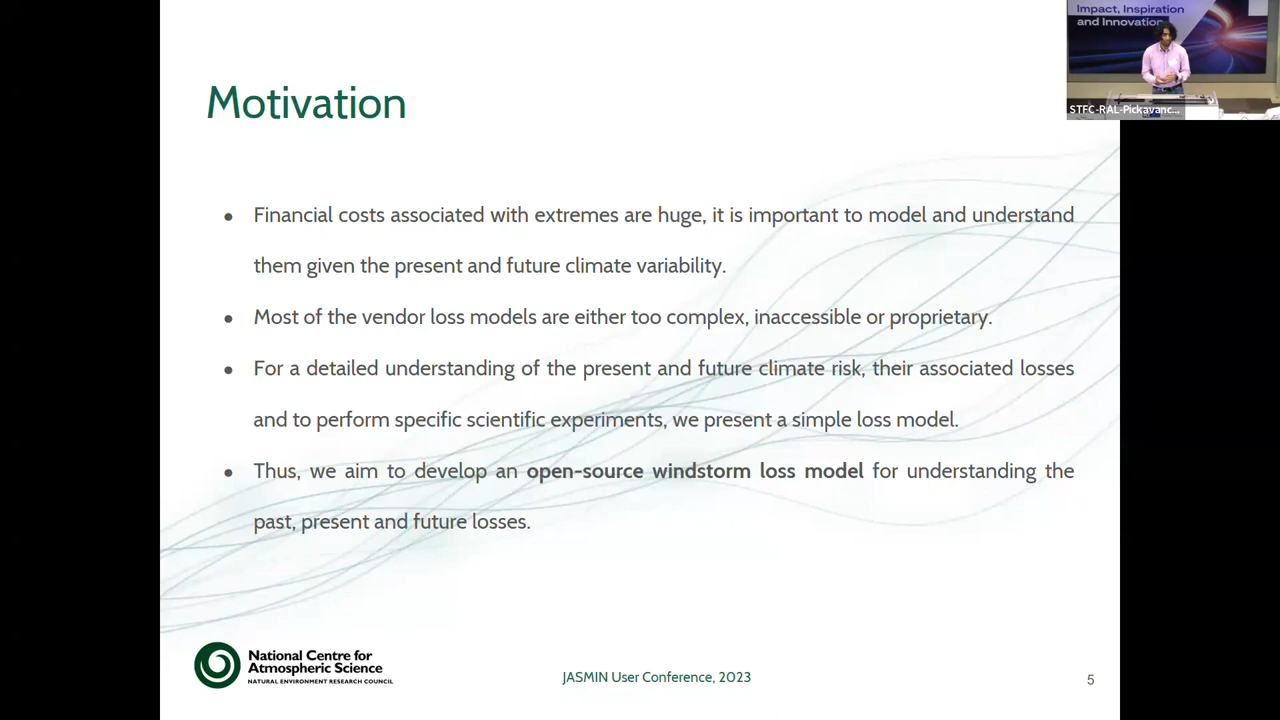 Impact, Inspiration
and Innovation
STFC-RAL-Pickavanc...
Motivation
● Financial costs associated with extremes are huge, it is important to model and understand
them given the present and future climate variability.
● Most of the vendor loss models are either too complex, inaccessible or proprietary.
● For a detailed understanding of the present and future climate risk, their associated losses
and to perform specific scientific experiments, we present a simple loss model.
● Thus, we aim to develop an open-source windstorm loss model for understanding the
past, present and future losses.
National Centre for
Atmospheric Science
NATURAL ENVIRONMENT RESEARCH COUNCIL
JASMIN User Conference, 2023
5